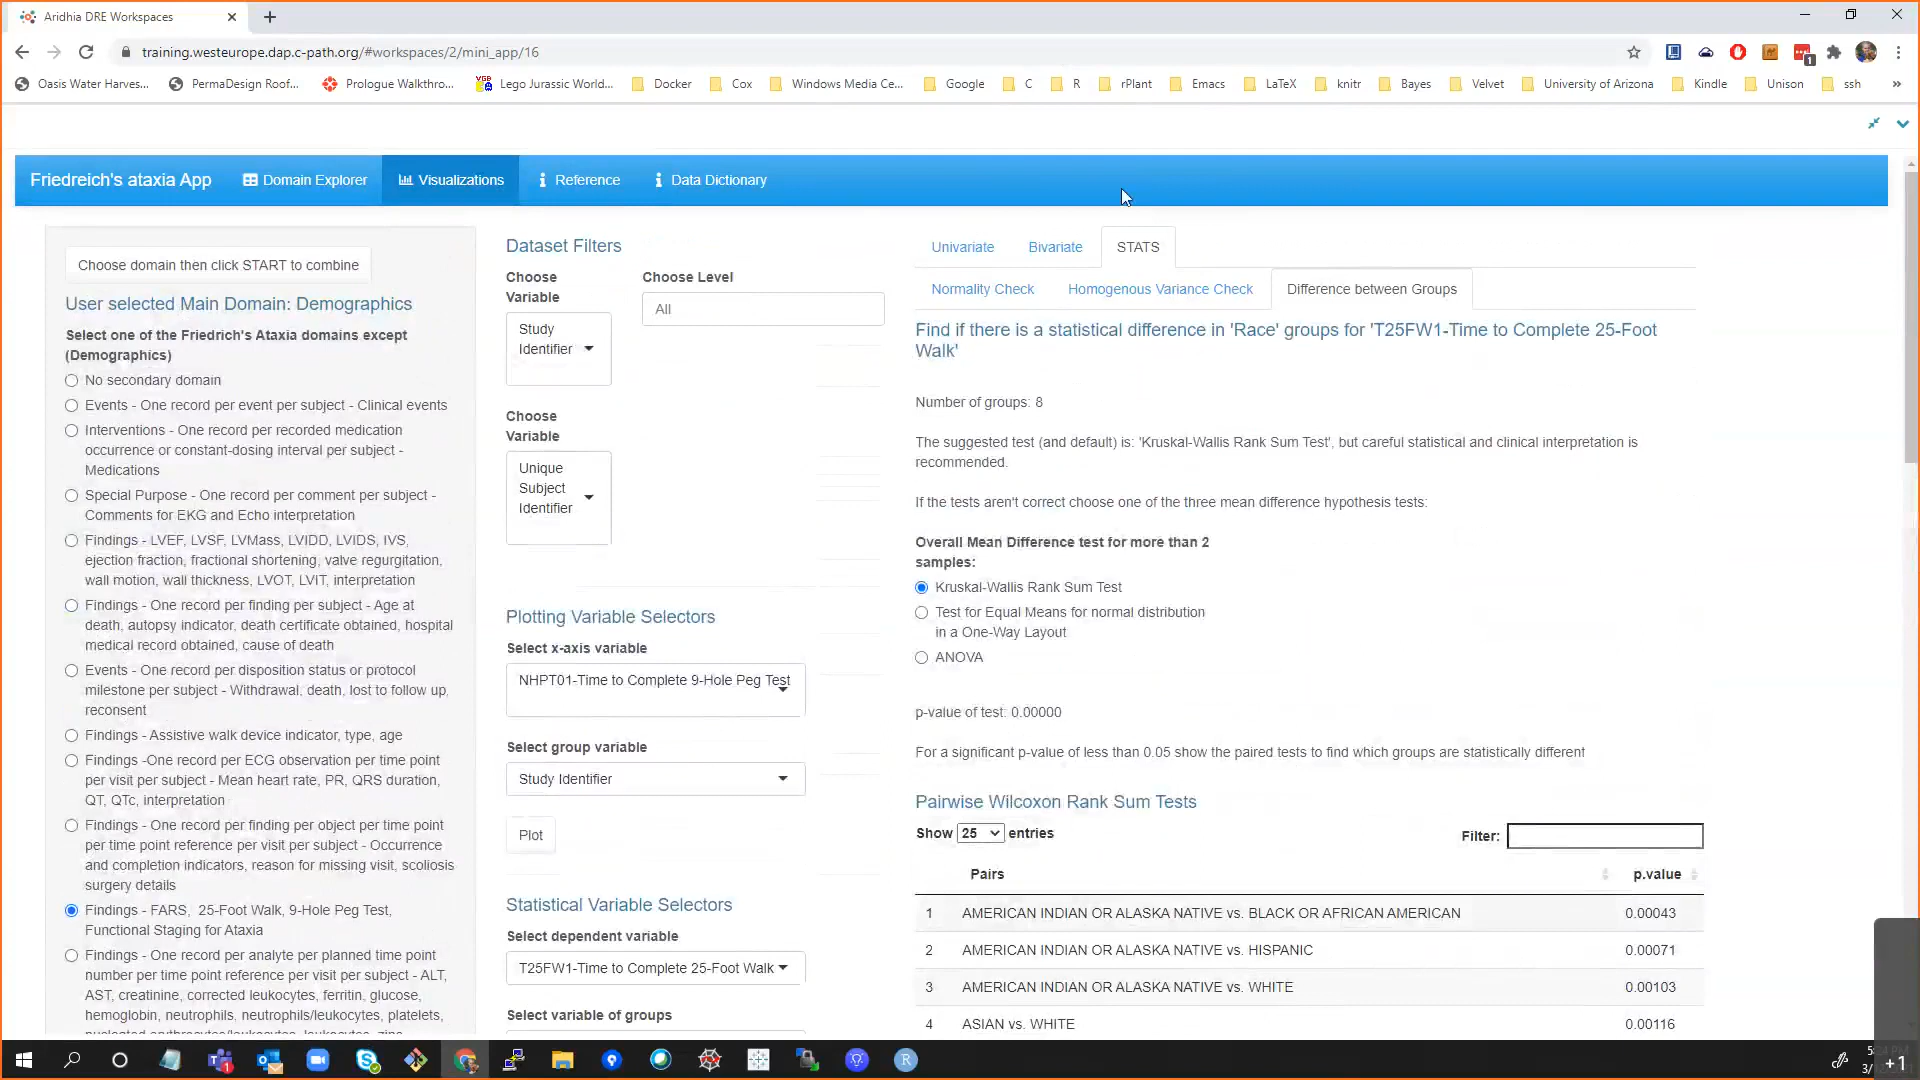 Aridhia DRE Workspaces
training.westeurope.dap.c-path.org/#workspaces/2/mini_app/16
Oasis Water Harves...
PermaDesign Roof...
Prologue Walkthro...
Lego Jurassic World...
Docker
Cox
Windows Media Ce...
Google
C
R
rPlant
Emacs
LaTeX
knitr
Bayes
Velvet
University of Arizona
Kindle
Unison
ssh
»
Friedreich's ataxia App
Domain Explorer
Visualizations
Reference
Data Dictionary
Choose domain then click START to combine
User selected Main Domain: Demographics
Select one of the Friedrich's Ataxia domains except
(Demographics)
No secondary domain
Events - One record per event per subject - Clinical events
Interventions - One record per recorded medication
occurrence or constant-dosing interval per subject -
Medications
Special Purpose - One record per comment per subject -
Comments for EKG and Echo interpretation
Findings - LVEF, LVSF, LVMass, LVIDD, LVIDS, IVS,
ejection fraction, fractional shortening, valve regurgitation,
wall motion, wall thickness, LVOT, LVIT, interpretation
Findings - One record per finding per subject - Age at
death, autopsy indicator, death certificate obtained, hospital
medical record obtained, cause of death
Events - One record per disposition status or protocol
milestone per subject - Withdrawal, death, lost to follow up,
reconsent
Findings - Assistive walk device indicator, type, age
Findings -One record per ECG observation per time point
per visit per subject - Mean heart rate, PR, QRS duration,
QT, QTc, interpretation
Findings - One record per finding per object per time point
per time point reference per visit per subject - Occurrence
and completion indicators, reason for missing visit, scoliosis
surgery details
Findings - FARS, 25-Foot Walk, 9-Hole Peg Test,
Functional Staging for Ataxia
Findings - One record per analyte per planned time point
number per time point reference per visit per subject - ALT,
AST, creatinine, corrected leukocytes, ferritin, glucose,
hemoglobin, neutrophils, neutrophils/leukocytes, platelets,
Dataset Filters
Choose
Variable
Choose Level
Study
Identifier
All
Choose
Variable
Unique
Subject
Identifier
Plotting Variable Selectors
Select x-axis variable
NHPT01-Time to Complete 9-Hole Peg Test
Select group variable
Study Identifier
Plot
Statistical Variable Selectors
Select dependent variable
T25FW1-Time to Complete 25-Foot Walk
Select variable of groups
Univariate
Bivariate
STATS
Normality Check
Homogenous Variance Check
Difference between Groups
Find if there is a statistical difference in 'Race' groups for 'T25FW1-Time to Complete 25-Foot
Walk'
Number of groups: 8
The suggested test (and default) is: 'Kruskal-Wallis Rank Sum Test', but careful statistical and clinical interpretation is
recommended.
If the tests aren't correct choose one of the three mean difference hypothesis tests:
Overall Mean Difference test for more than 2
samples:
Kruskal-Wallis Rank Sum Test
Test for Equal Means for normal distribution
in a One-Way Layout
ANOVA
p-value of test: 0.00000
For a significant p-value of less than 0.05 show the paired tests to find which groups are statistically different
Pairwise Wilcoxon Rank Sum Tests
Show 25 entries
Filter:
Pairs p.value
1 AMERICAN INDIAN OR ALASKA NATIVE vs. BLACK OR AFRICAN AMERICAN 0.00043
2 AMERICAN INDIAN OR ALASKA NATIVE vs. HISPANIC 0.00071
3 AMERICAN INDIAN OR ALASKA NATIVE vs. WHITE 0.00103
4 ASIAN vs. WHITE 0.00116
+1